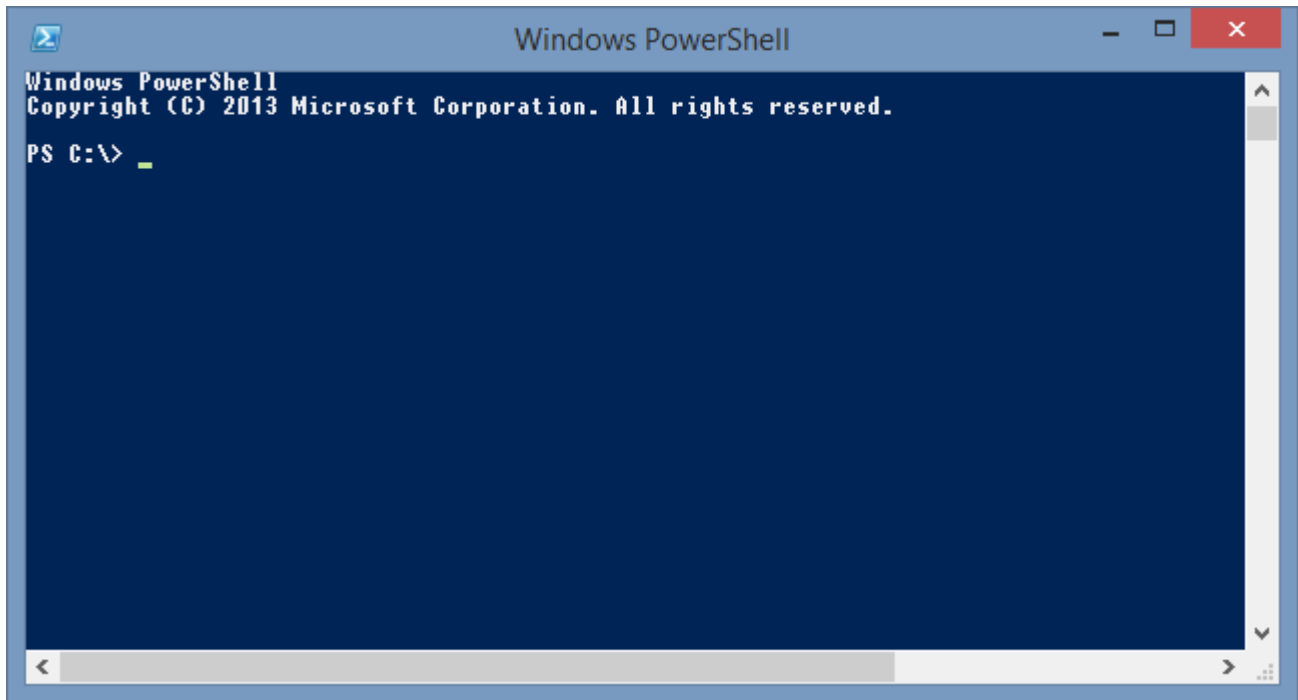 Windows PowerShell
Windows PowerShell
Copyright (C) 2013 Microsoft Corporation. All rights reserved.
PS C:\> _